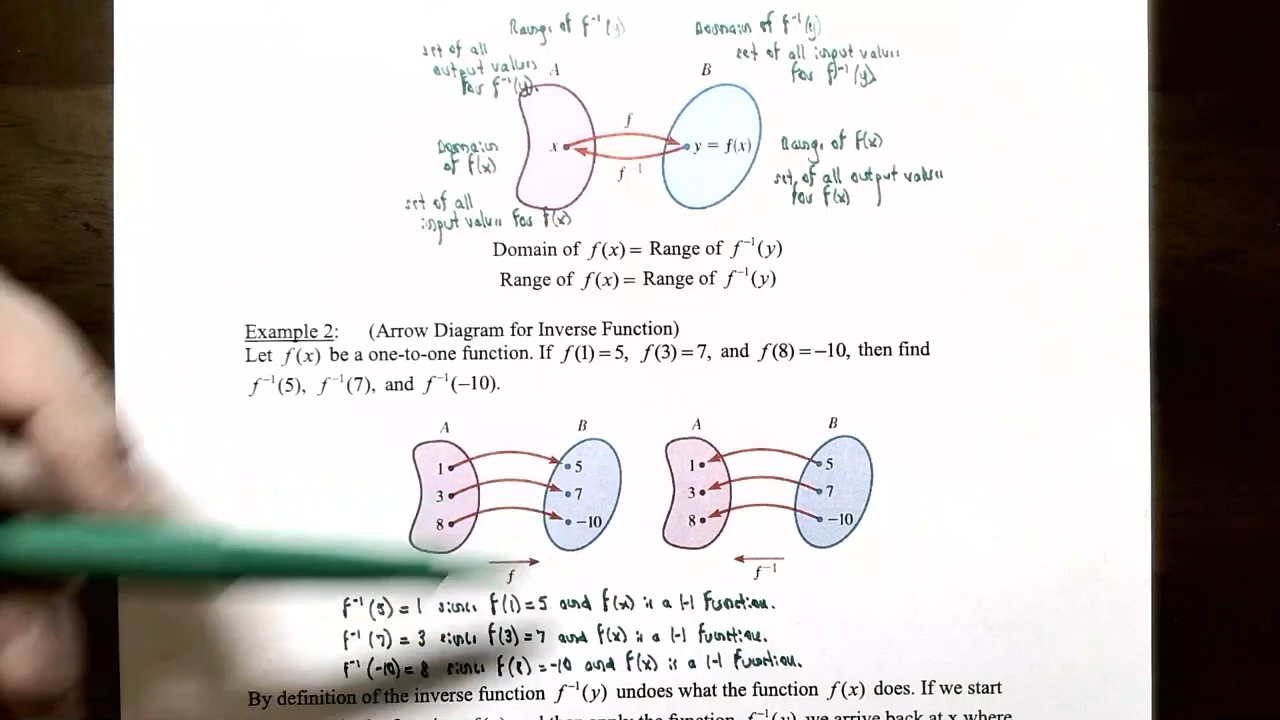 Range of f⁻¹(y)
Domain of f⁻¹(y)
set of all
output values
for f⁻¹(y).
set of all input values
for f⁻¹(y)
A
B
f
x
y = f(x)
f⁻¹
Domain
of f(x)
Range of f(x)
set of all output values
for f(x)
set of all
input values for f(x)
Domain of f(x) = Range of f⁻¹(y)
Range of f(x) = Range of f⁻¹(y)
Example 2: (Arrow Diagram for Inverse Function)
Let f(x) be a one-to-one function. If f(1)=5, f(3)=7, and f(8)=−10, then find
f⁻¹(5), f⁻¹(7), and f⁻¹(−10).
A B A B
1 5 1 5
3 7 3 7
8 −10 8 −10
f f⁻¹
f⁻¹(5) = 1 since f(1)=5 and f(x) is a 1-1 function.
f⁻¹(7) = 3 since f(3)=7 and f(x) is a 1-1 function.
f⁻¹(-10)=8 since f(8)=-10 and f(x) is a 1-1 function.
By definition of the inverse function f⁻¹(y) undoes what the function f(x) does. If we start
f⁻¹(y), we arrive back at x where